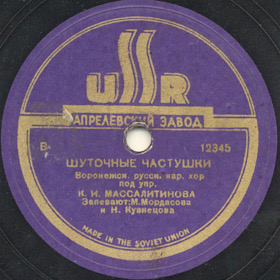 USSR
АПРЕЛЕВСКИЙ ЗАВОД
В- 12345
ШУТОЧНЫЕ ЧАСТУШКИ
Воронежск. русск. нар. хор
под упр.
К. И. МАССАЛИТИНОВА
Запевают: М. Мордасова
и Н. Кузнецова
MADE IN THE SOVIET UNION